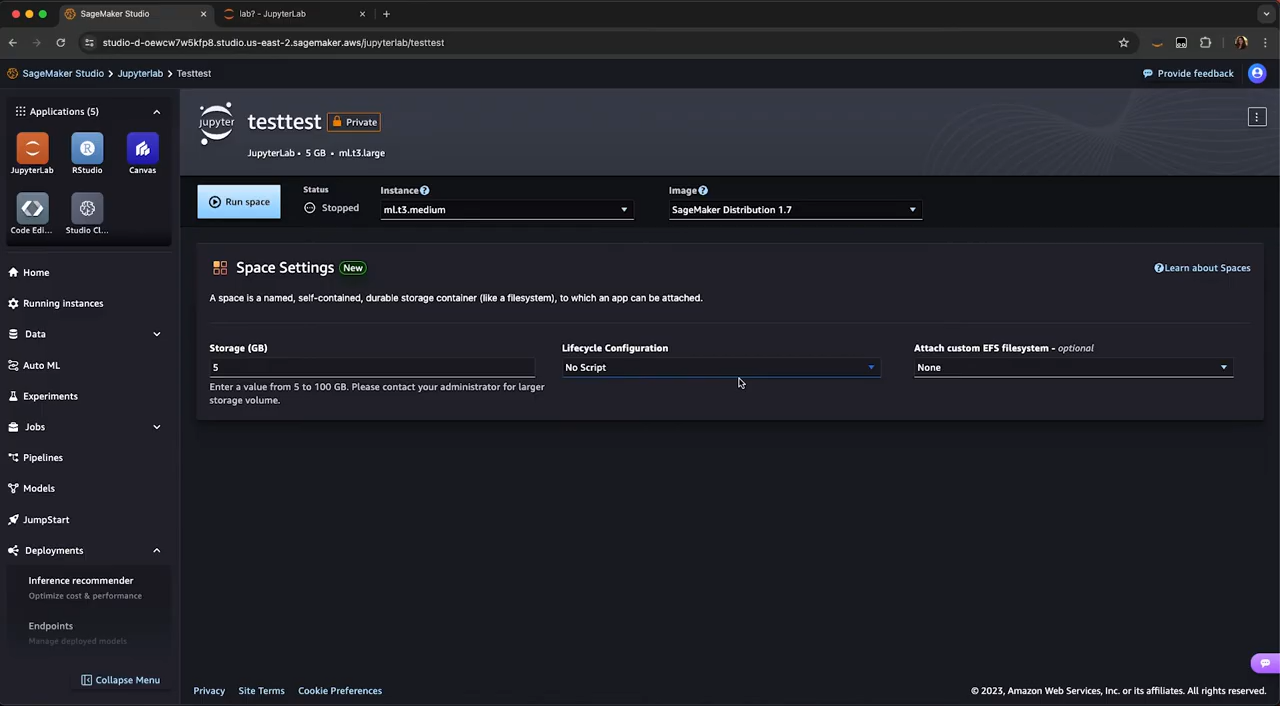 SageMaker Studio
lab? - JupyterLab
studio-d-oewcw7w5kfp8.studio.us-east-2.sagemaker.aws/jupyterlab/testtest
SageMaker Studio > Jupyterlab > Testtest
Provide feedback
Applications (5)
JupyterLab
RStudio
Canvas
Code Edi...
Studio Cl...
Home
Running instances
Data
Auto ML
Experiments
Jobs
Pipelines
Models
JumpStart
Deployments
Inference recommender
Optimize cost & performance
Endpoints
Manage deployed models
Collapse Menu
jupyter
testtest
Private
JupyterLab • 5 GB • ml.t3.large
Run space
Status
Stopped
Instance
ml.t3.medium
Image
SageMaker Distribution 1.7
Space Settings
New
Learn about Spaces
A space is a named, self-contained, durable storage container (like a filesystem), to which an app can be attached.
Storage (GB)
5
Enter a value from 5 to 100 GB. Please contact your administrator for larger
storage volume.
Lifecycle Configuration
No Script
Attach custom EFS filesystem - optional
None
Privacy
Site Terms
Cookie Preferences
© 2023, Amazon Web Services, Inc. or its affiliates. All rights reserved.